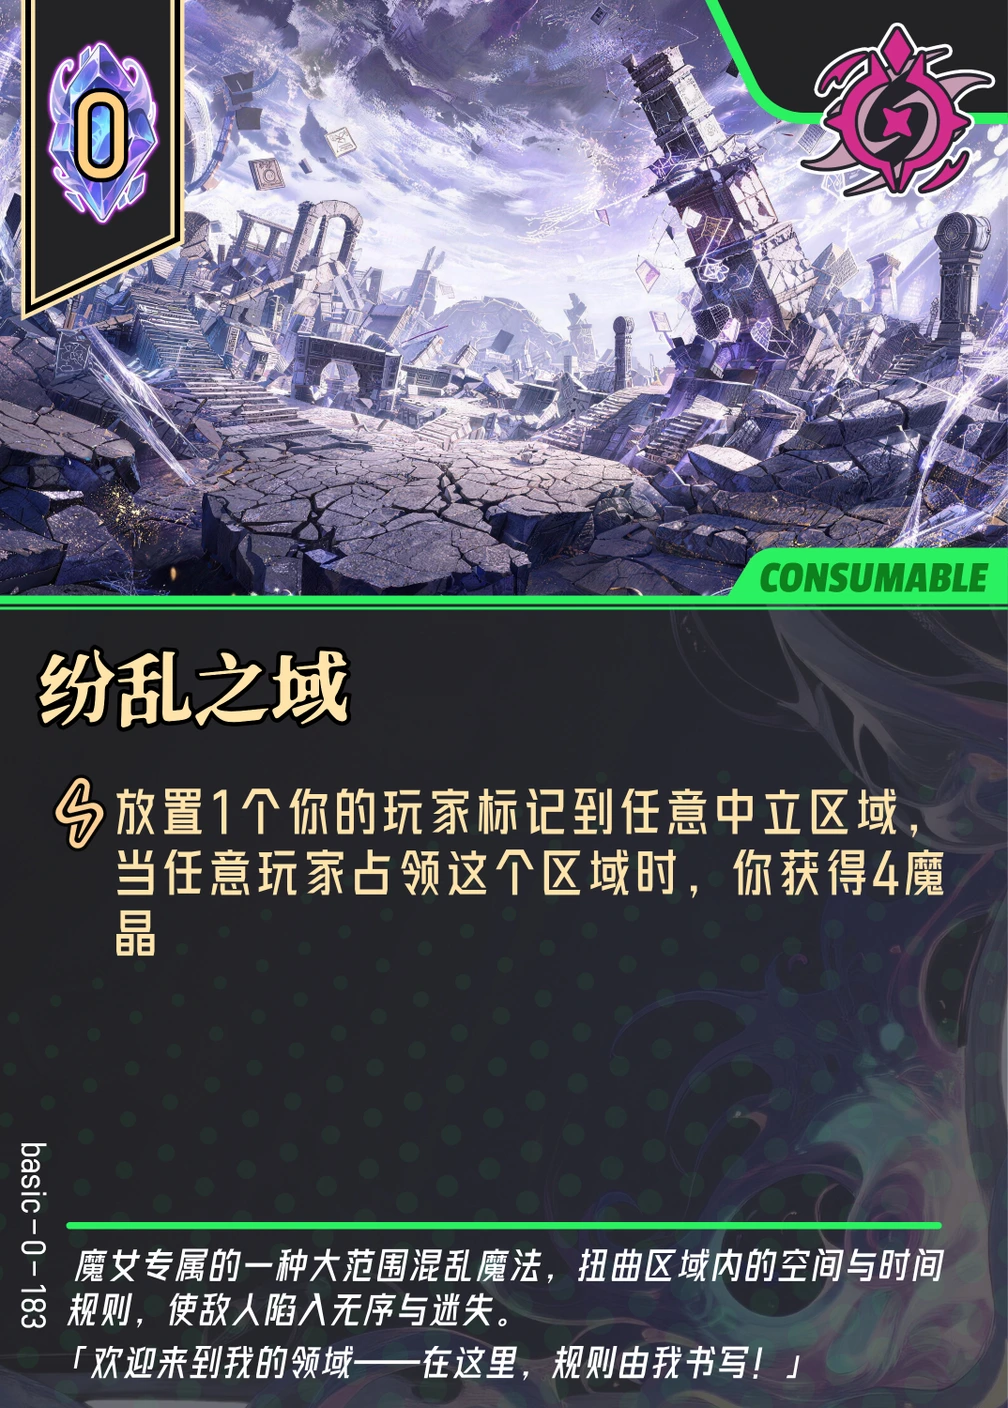 0
CONSUMABLE
纷乱之域
放置1个你的玩家标记到任意中立区域，
当任意玩家占领这个区域时，你获得4魔
晶
basic-0-183
魔女专属的一种大范围混乱魔法，扭曲区域内的空间与时间
规则，使敌人陷入无序与迷失。
「欢迎来到我的领域——在这里，规则由我书写！」